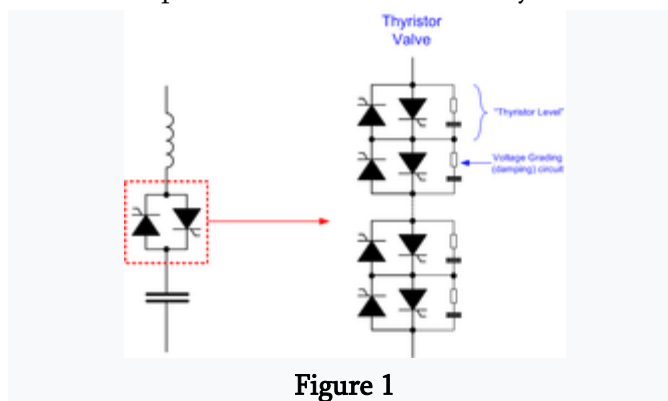 Thyristor
Valve
"Thyristor Level"
Voltage Grading
(damping) circuit
Figure 1